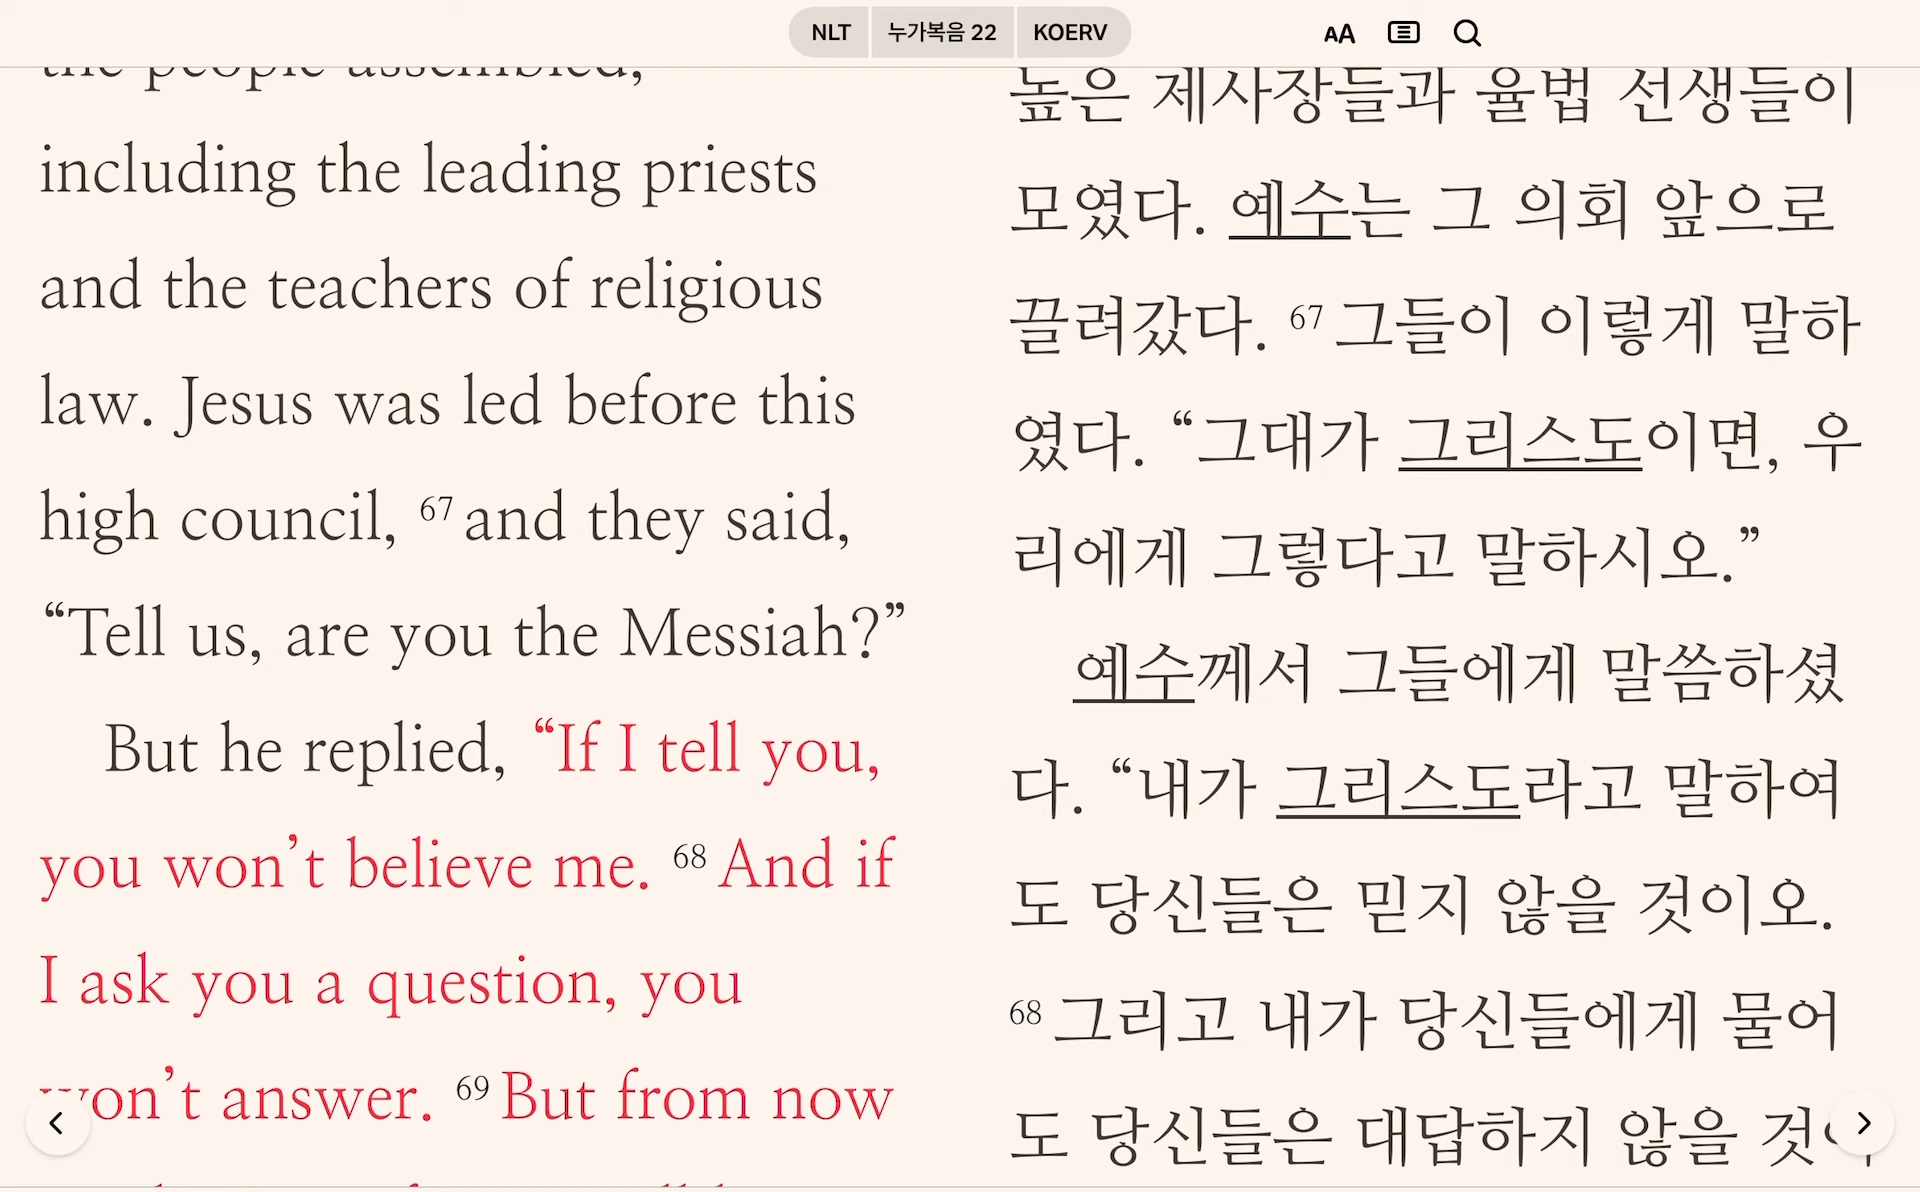 NLT 누가복음 22 KOERV AA
the people assembled,
including the leading priests
and the teachers of religious
law. Jesus was led before this
high council, 67 and they said,
“Tell us, are you the Messiah?”
But he replied, “If I tell you,
you won’t believe me. 68 And if
I ask you a question, you
won’t answer. 69 But from now
높은 제사장들과 율법 선생들이
모였다. 예수는 그 의회 앞으로
끌려갔다. 67 그들이 이렇게 말하
였다. “그대가 그리스도이면, 우
리에게 그렇다고 말하시오.”
예수께서 그들에게 말씀하셨
다. “내가 그리스도라고 말하여
도 당신들은 믿지 않을 것이오.
68 그리고 내가 당신들에게 물어
도 당신들은 대답하지 않을 것이